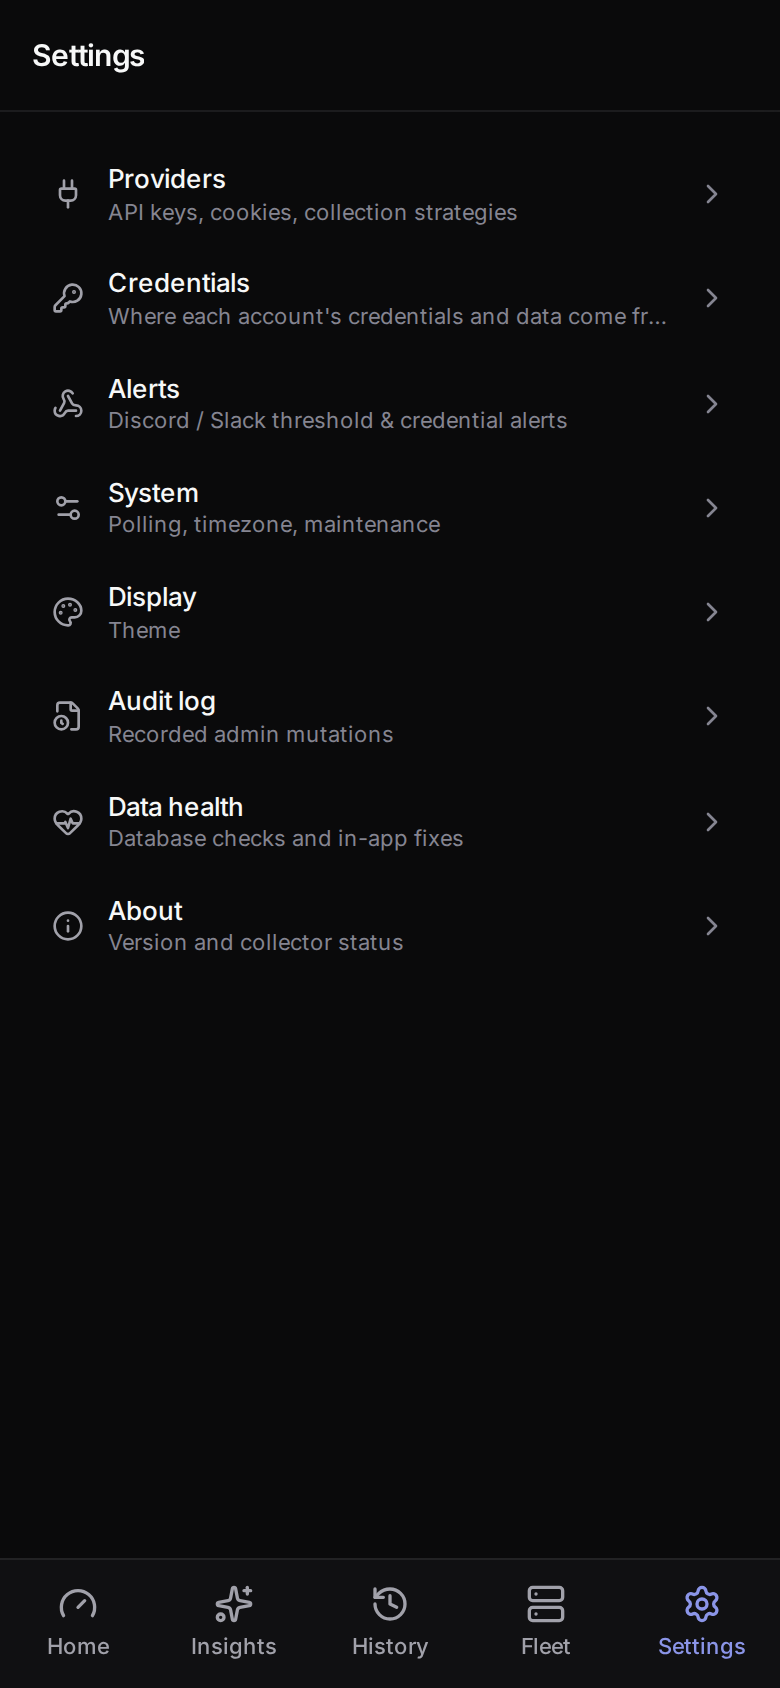 Settings
Providers
API keys, cookies, collection strategies
Credentials
Where each account's credentials and data come fr...
Alerts
Discord / Slack threshold & credential alerts
System
Polling, timezone, maintenance
Display
Theme
Audit log
Recorded admin mutations
Data health
Database checks and in-app fixes
About
Version and collector status
Home Insights History Fleet Settings